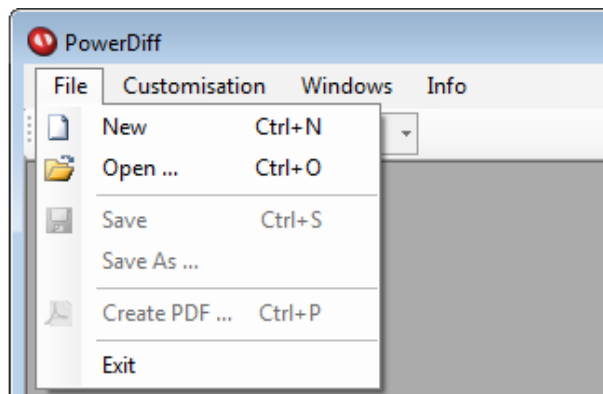 PowerDiff
File Customisation Windows Info
New Ctrl+N
Open ... Ctrl+O
Save Ctrl+S
Save As ...
Create PDF ... Ctrl+P
Exit